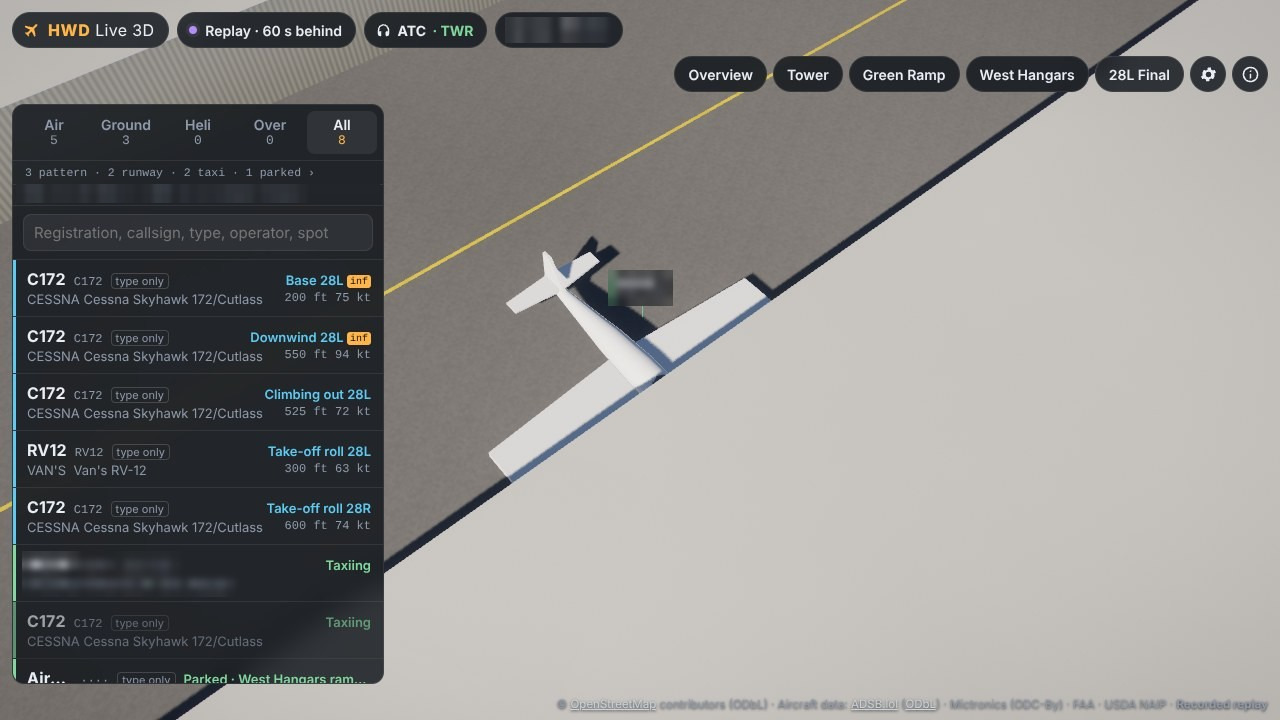 HWD Live 3D
Replay · 60 s behind
ATC · TWR
Overview
Tower
Green Ramp
West Hangars
28L Final
Air
5
Ground
3
Heli
0
Over
0
All
8
3 pattern · 2 runway · 2 taxi · 1 parked ›
Registration, callsign, type, operator, spot
C172 C172 type only Base 28L inf
CESSNA Cessna Skyhawk 172/Cutlass 200 ft 75 kt
C172 C172 type only Downwind 28L inf
CESSNA Cessna Skyhawk 172/Cutlass 550 ft 94 kt
C172 C172 type only Climbing out 28L
CESSNA Cessna Skyhawk 172/Cutlass 525 ft 72 kt
RV12 RV12 type only Take-off roll 28L
VAN'S Van's RV-12 300 ft 63 kt
C172 C172 type only Take-off roll 28R
CESSNA Cessna Skyhawk 172/Cutlass 600 ft 74 kt
Taxiing
C172 C172 type only Taxiing
CESSNA Cessna Skyhawk 172/Cutlass
Air... ···· type only Parked · West Hangars ram...
© OpenStreetMap contributors (ODbL) · Aircraft data: ADSB.lol (ODbL) · Mictronics (ODC-By) · FAA · USDA NAIP · Recorded replay